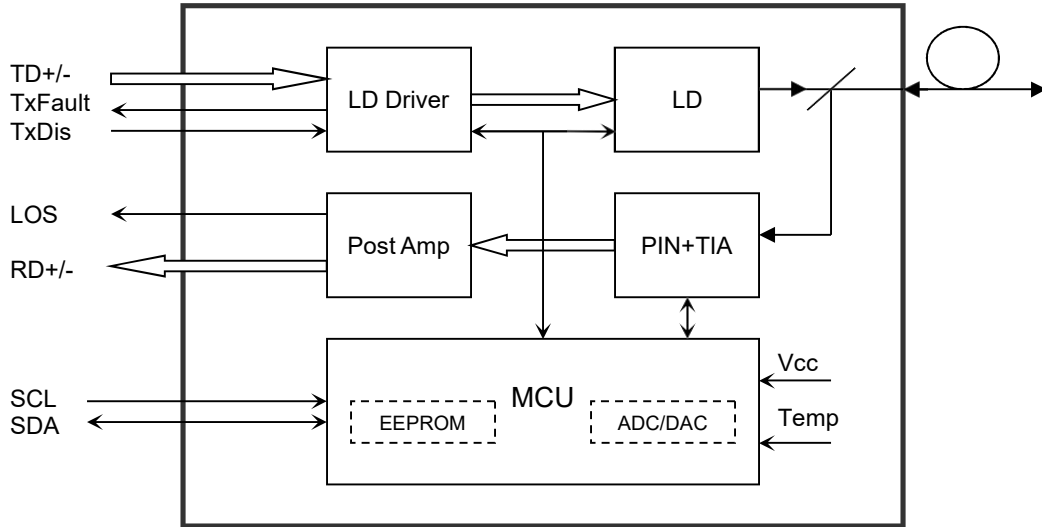 TD+/-
TxFault
TxDis
LD Driver
LD
LOS
RD+/-
Post Amp
PIN+TIA
SCL
SDA
MCU
EEPROM
ADC/DAC
Vcc
Temp